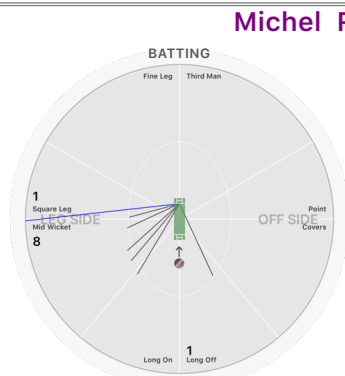 Michel
BATTING
Fine Leg Third Man
1
Square Leg Point
LEG SIDE OFF SIDE
Mid Wicket Covers
8
1
Long On Long Off